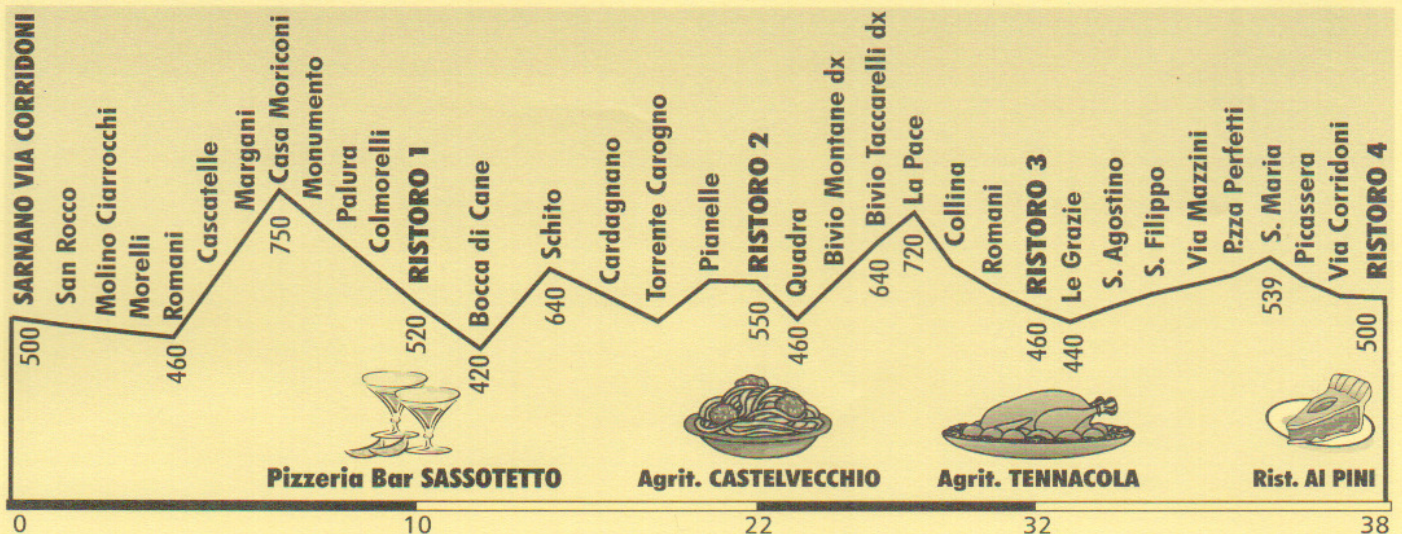 SARNANO VIA CORRIDONI
San Rocco
Molino Ciarrocchi
Morelli
Romani
Cascatelle
Margani
Casa Moriconi
Monumento
Palura
Colmorelli
RISTORO 1
Bocca di Cane
Schito
Cardagnano
Torrente Carogno
Pianelle
RISTORO 2
Quadra
Bivio Montane dx
Bivio Taccarelli dx
La Pace
Collina
Romani
RISTORO 3
Le Grazie
S. Agostino
S. Filippo
Via Mazzini
P.zza Perfetti
S. Maria
Picassera
Via Corridoni
RISTORO 4
500
460
750
520
420
640
550
460
640
720
460
440
539
500
Pizzeria Bar SASSOTETTO
Agrit. CASTELVECCHIO
Agrit. TENNACOLA
Rist. AI PINI
0
10
22
32
38